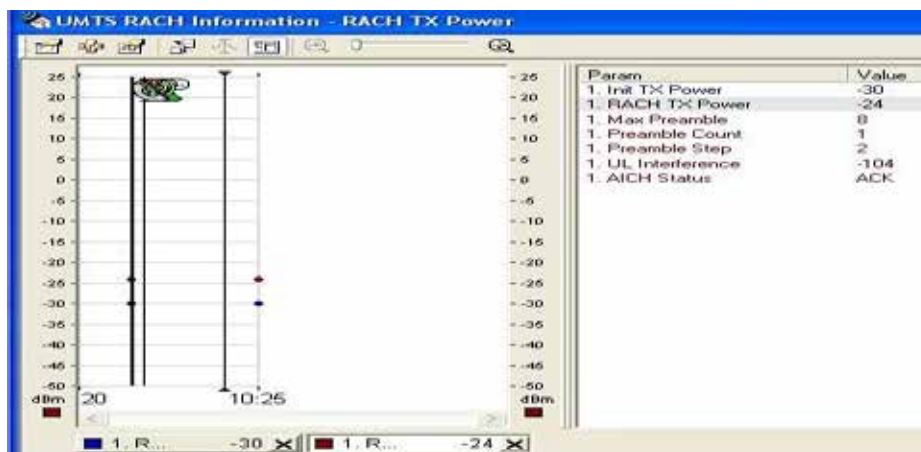 UMTS RACH Information - RACH TX Power
25 25
20 20
15 15
10 10
5 5
0 0
-5 -5
-10 -10
-15 -15
-20 -20
-25 -25
-30 -30
-35 -35
-40 -40
-45 -45
-50 -50
dBm 20 10:25 dBm
1. R... -30 1. R... -24
Param Value
1. Init TX Power -30
1. RACH TX Power -24
1. Max Preamble 8
1. Preamble Count 1
1. Preamble Step 2
1. UL Interference -104
1. AICH Status ACK